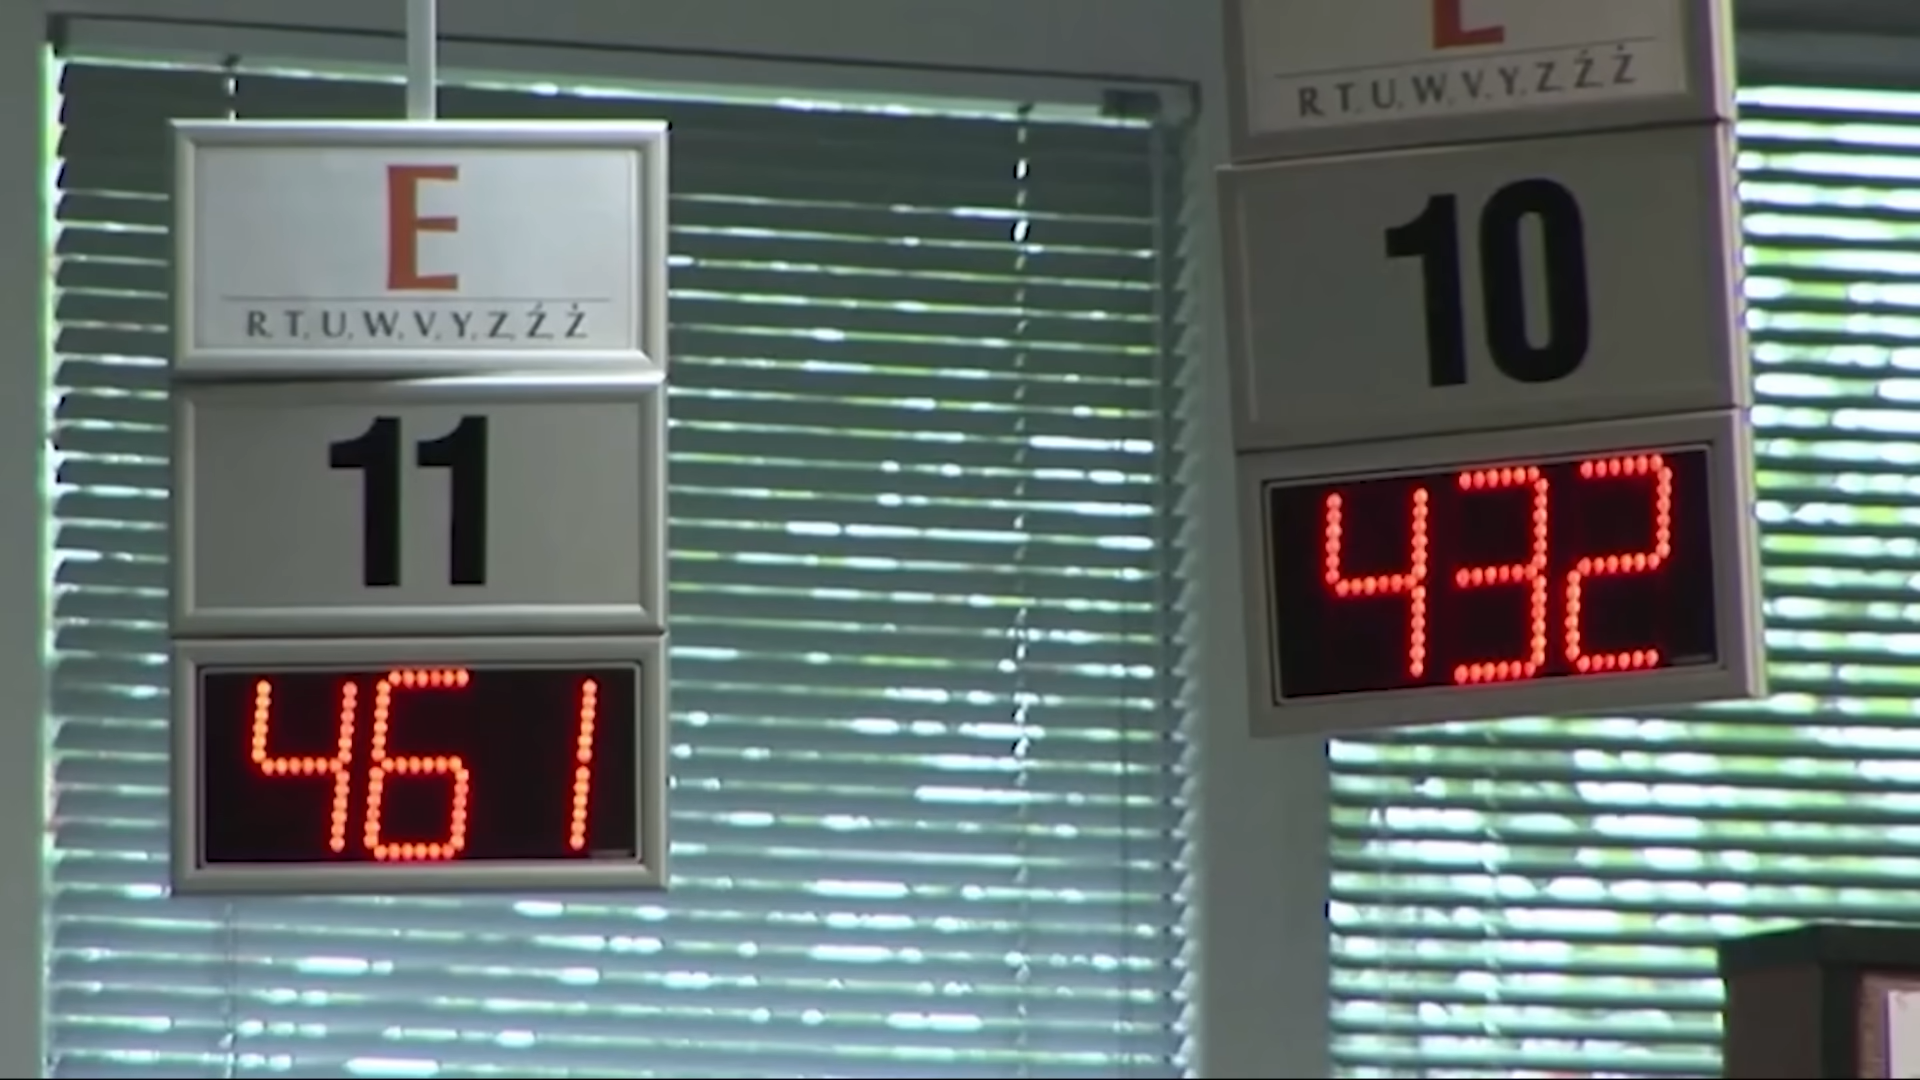 E
R, T, U, W, V, Y, Z, Ź, Ż
11
461
E
R, T, U, W, V, Y, Z, Ź, Ż
10
432